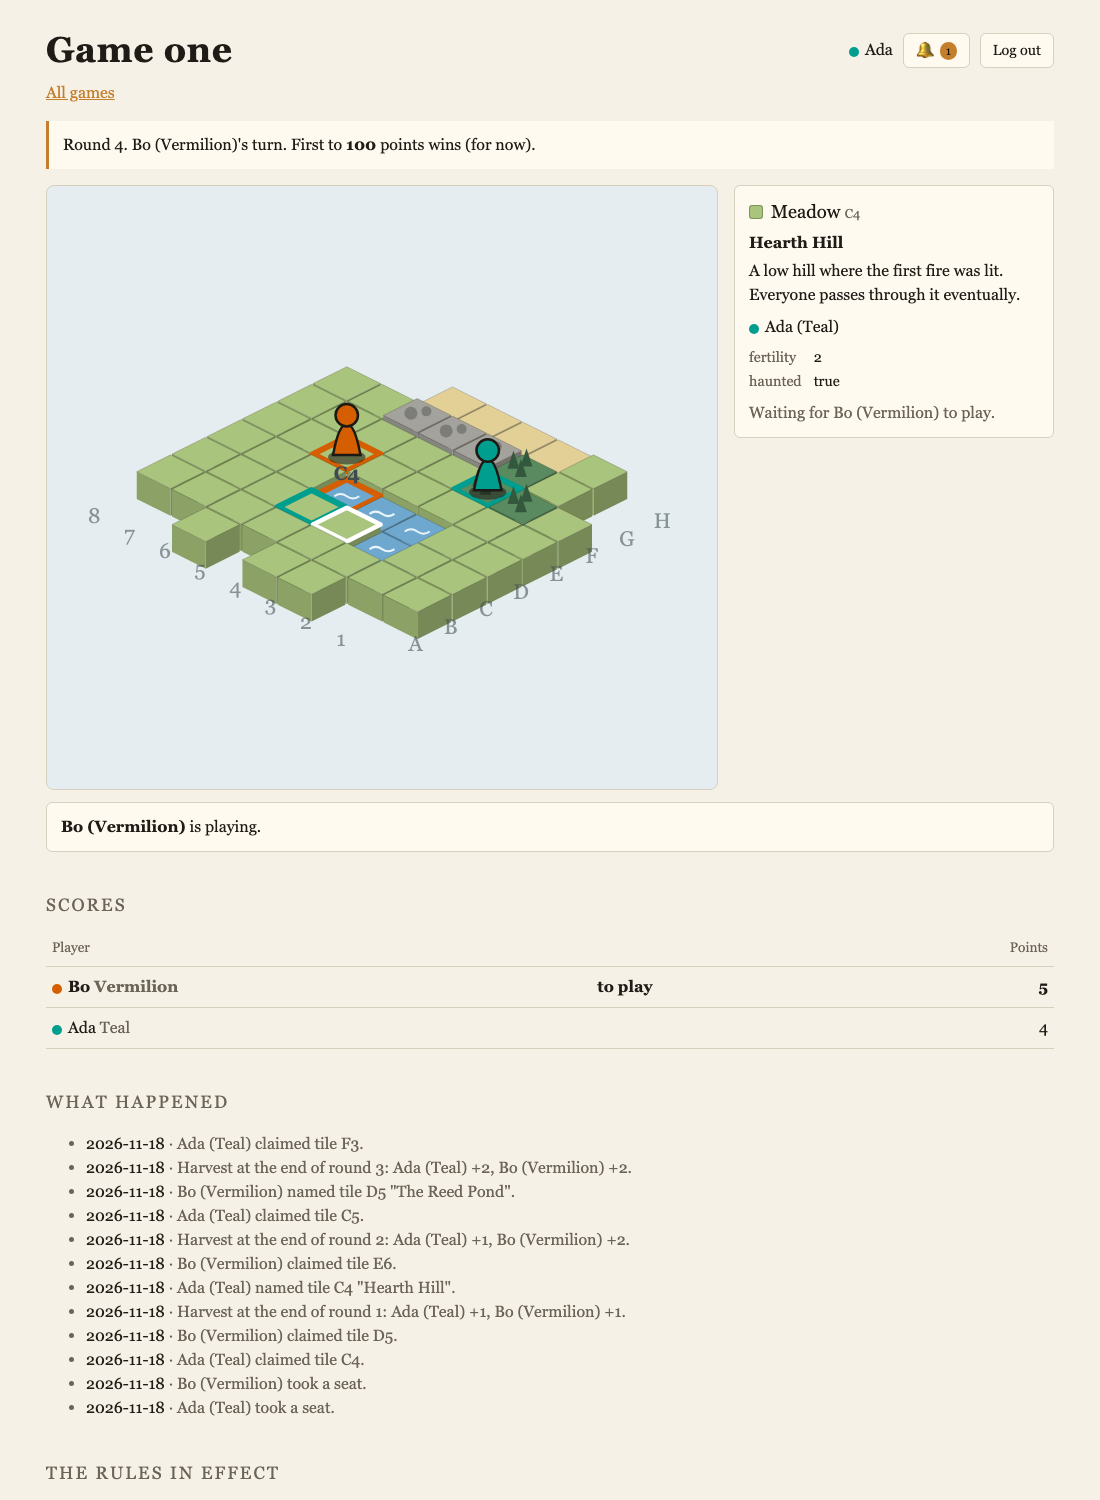 Game one
Ada
1
Log out
All games
Round 4. Bo (Vermilion)'s turn. First to 100 points wins (for now).
Meadow C4
Hearth Hill
A low hill where the first fire was lit.
Everyone passes through it eventually.
Ada (Teal)
fertility 2
haunted true
Waiting for Bo (Vermilion) to play.
C4
8
7
6
5
4
3
2
1
A
B
C
D
E
F
G
H
Bo (Vermilion) is playing.
SCORES
Player Points
Bo Vermilion to play 5
Ada Teal 4
WHAT HAPPENED
2026-11-18 · Ada (Teal) claimed tile F3.
2026-11-18 · Harvest at the end of round 3: Ada (Teal) +2, Bo (Vermilion) +2.
2026-11-18 · Bo (Vermilion) named tile D5 "The Reed Pond".
2026-11-18 · Ada (Teal) claimed tile C5.
2026-11-18 · Harvest at the end of round 2: Ada (Teal) +1, Bo (Vermilion) +2.
2026-11-18 · Bo (Vermilion) claimed tile E6.
2026-11-18 · Ada (Teal) named tile C4 "Hearth Hill".
2026-11-18 · Harvest at the end of round 1: Ada (Teal) +1, Bo (Vermilion) +1.
2026-11-18 · Bo (Vermilion) claimed tile D5.
2026-11-18 · Ada (Teal) claimed tile C4.
2026-11-18 · Bo (Vermilion) took a seat.
2026-11-18 · Ada (Teal) took a seat.
THE RULES IN EFFECT